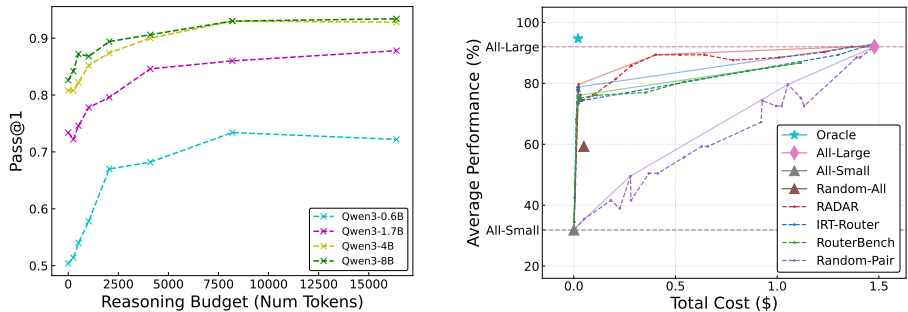 0.9
0.8
0.7
0.6
0.5
Pass@1
0
2500
5000
7500
10000
12500
15000
Reasoning Budget (Num Tokens)
Qwen3-0.6B
Qwen3-1.7B
Qwen3-4B
Qwen3-8B
100
All-Large
80
60
40
All-Small
20
Average Performance (%)
0.0
0.5
1.0
1.5
Total Cost ($)
Oracle
All-Large
All-Small
Random-All
RADAR
IRT-Router
RouterBench
Random-Pair